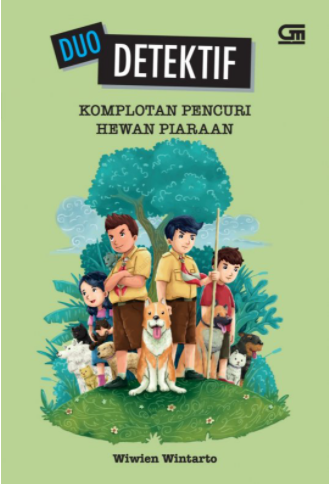 DUO
DETEKTIF
KOMPLOTAN PENCURI
HEWAN PIARAAN
Wiwien Wintarto